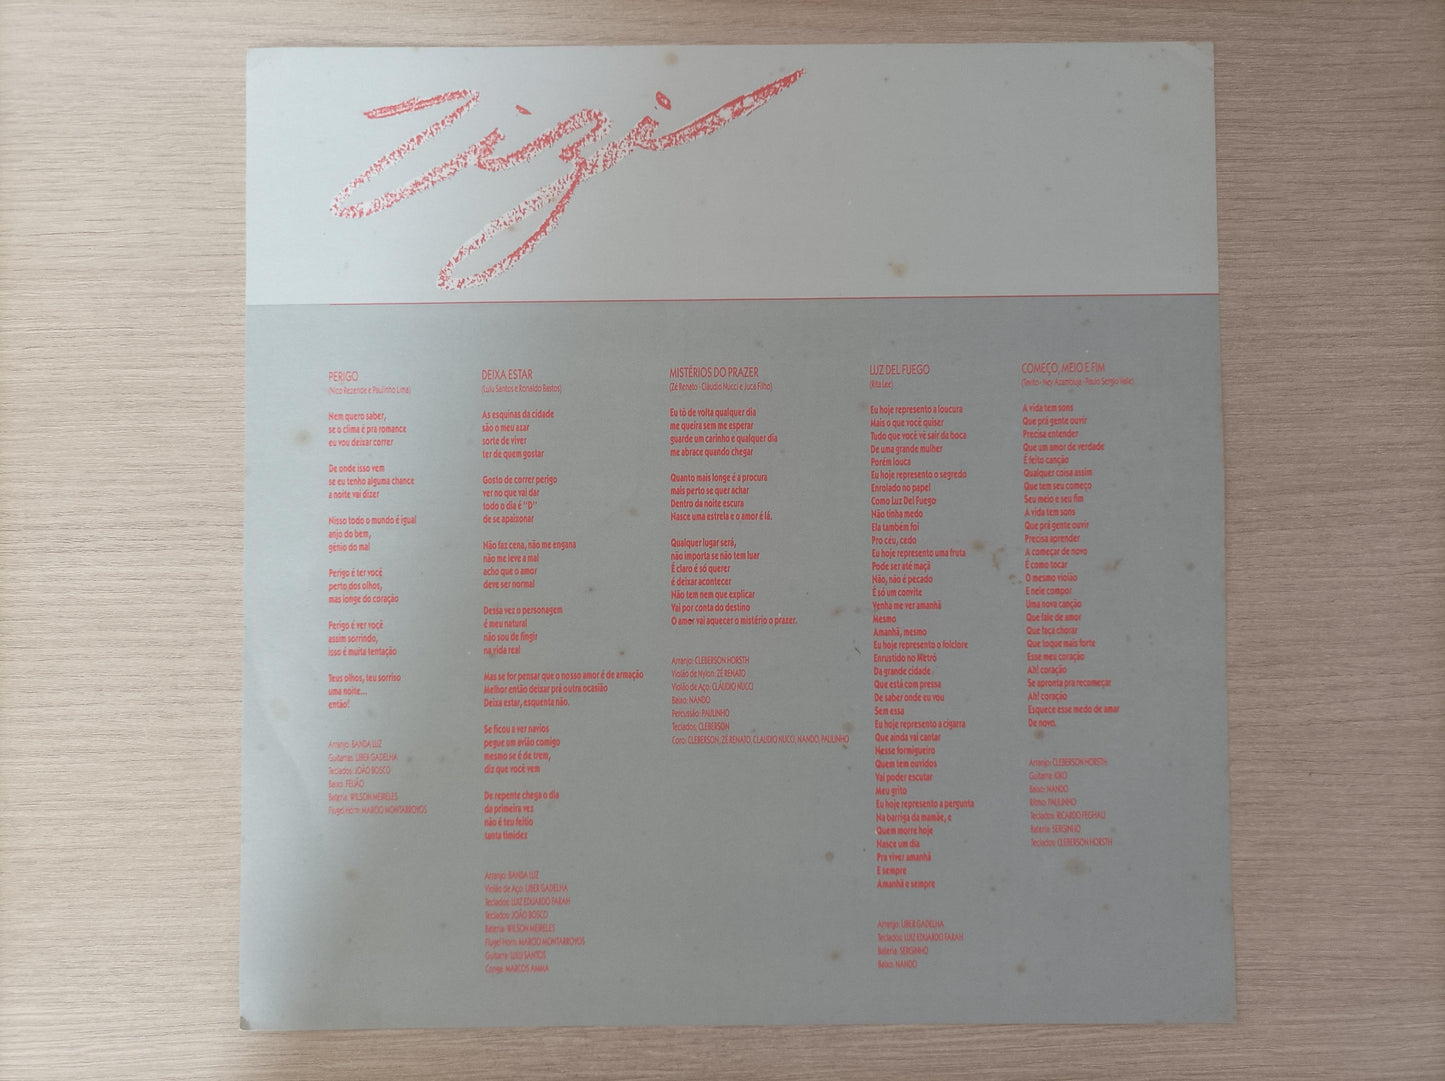 Zizi
PERIGO
(Nico Rezende e Paulinho Lima)
Nem quero saber,
se o clima é pra romance
eu vou deixar correr
De onde isso vem
se eu tenho alguma chance
a noite vai dizer
Nisso todo o mundo é igual
anjo do bem,
gênio do mal
Perigo é ter você
perto dos olhos,
mas longe do coração
Perigo é ver você
assim sorrindo,
isso é muita tentação
Teus olhos, teu sorriso
uma noite...
então!
Arranjo: BANDA LUZ
Guitarras: LIBER GADELHA
Teclados: JOÃO BOSCO
Baixo: FEIJÃO
Bateria: WILSON MEIRELES
Flugel Horn: MARCIO MONTARROYOS
DEIXA ESTAR
(Lulu Santos e Ronaldo Bastos)
As esquinas da cidade
são o meu azar
sorte de viver
ter de quem gostar
Gosto de correr perigo
ver no que vai dar
todo o dia é "D"
de se apaixonar
Não faz cena, não me engana
não me leve a mal
acho que o amor
deve ser normal
Dessa vez o personagem
é meu natural
não sou de fingir
na vida real
Mas se for pensar que o nosso amor é de armação
Melhor então deixar prá outra ocasião
Deixa estar, esquenta não.
Se ficou a ver navios
pegue um avião comigo
mesmo se é de trem,
diz que você vem
De repente chega o dia
da primeira vez
não é teu feitio
tanta timidez
Arranjo: BANDA LUZ
Violão de Aço: LIBER GADELHA
Teclados: LUIZ EDUARDO FARAH
Teclados: JOÃO BOSCO
Bateria: WILSON MEIRELES
Flugel Horn: MARCIO MONTARROYOS
Guitarra: LULU SANTOS
Conga: MARCOS AMMA
MISTÉRIOS DO PRAZER
(Zé Renato - Cláudio Nucci e Juca Filho)
Eu tô de volta qualquer dia
me queira sem me esperar
guarde um carinho e qualquer dia
me abrace quando chegar
Quanto mais longe é a procura
mais perto se quer achar
Dentro da noite escura
Nasce uma estrela e o amor é lá.
Qualquer lugar será,
não importa se não tem luar
É claro é só querer
é deixar acontecer
Não tem nem que explicar
Vai por conta do destino
O amor vai aquecer o mistério o prazer.
Arranjo: CLEBERSON HORSTH
Violão de Nylon: ZÉ RENATO
Violão de Aço: CLÁUDIO NUCCI
Baixo: NANDO
Percussão: PAULINHO
Teclados: CLEBERSON
Coro: CLEBERSON, ZÉ RENATO, CLAUDIO NUCCI, NANDO, PAULINHO
LUZ DEL FUEGO
(Rita Lee)
Eu hoje represento a loucura
Mais o que você quiser
Tudo que você vê sair da boca
De uma grande mulher
Porém louca
Eu hoje represento o segredo
Enrolado no papel
Como Luz Del Fuego
Não tinha medo
Ela também foi
Pro céu, cedo
Eu hoje represento uma fruta
Pode ser até maçã
Não, não é pecado
É só um convite
Venha me ver amanhã
Mesmo
Amanhã, mesmo
Eu hoje represento o folclore
Enrustido no Metrô
Da grande cidade
Que está com pressa
De saber onde eu vou
Sem essa
Eu hoje represento a cigarra
Que ainda vai cantar
Nesse formigueiro
Quem tem ouvidos
Vai poder escutar
Meu grito
Eu hoje represento a pergunta
Na barriga da mamãe, e
Quem morre hoje
Nasce um dia
Pra viver amanhã
E sempre
Amanhã e sempre
Arranjo: LIBER GADELHA
Teclados: LUIZ EDUARDO FARAH
Bateria: SERGINHO
Baixo: NANDO
COMEÇO, MEIO E FIM
(Tavito - Ney Azambuja - Paulo Sergio Valle)
A vida tem sons
Que prá gente ouvir
Precisa entender
Que um amor de verdade
É feito canção
Qualquer coisa assim
Que tem seu começo
Seu meio e seu fim
A vida tem sons
Que prá gente ouvir
Precisa aprender
A começar de novo
É como tocar
O mesmo violão
E nele compor
Uma nova canção
Que fale de amor
Que faça chorar
Que toque mais forte
Esse meu coração
Ah! coração
Se apronta pra recomeçar
Ah! coração
Esquece esse medo de amar
De novo.
Arranjo: CLEBERSON HORSTH
Guitarra: KIKO
Baixo: NANDO
Ritmo: PAULINHO
Teclados: RICARDO FEGHALI
Bateria: SERGINHO
Teclados: CLEBERSON HORSTH